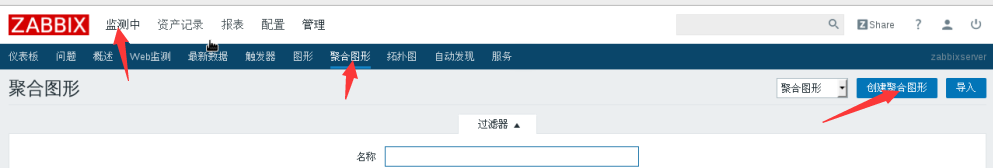 ZABBIX 监测中 资产记录 报表 配置 管理 Z Share ?
仪表板 问题 概述 Web监测 最新数据 触发器 图形 聚合图形 拓扑图 自动发现 服务 zabbixserver
聚合图形 聚合图形 创建聚合图形 导入
过滤器 ▲
名称